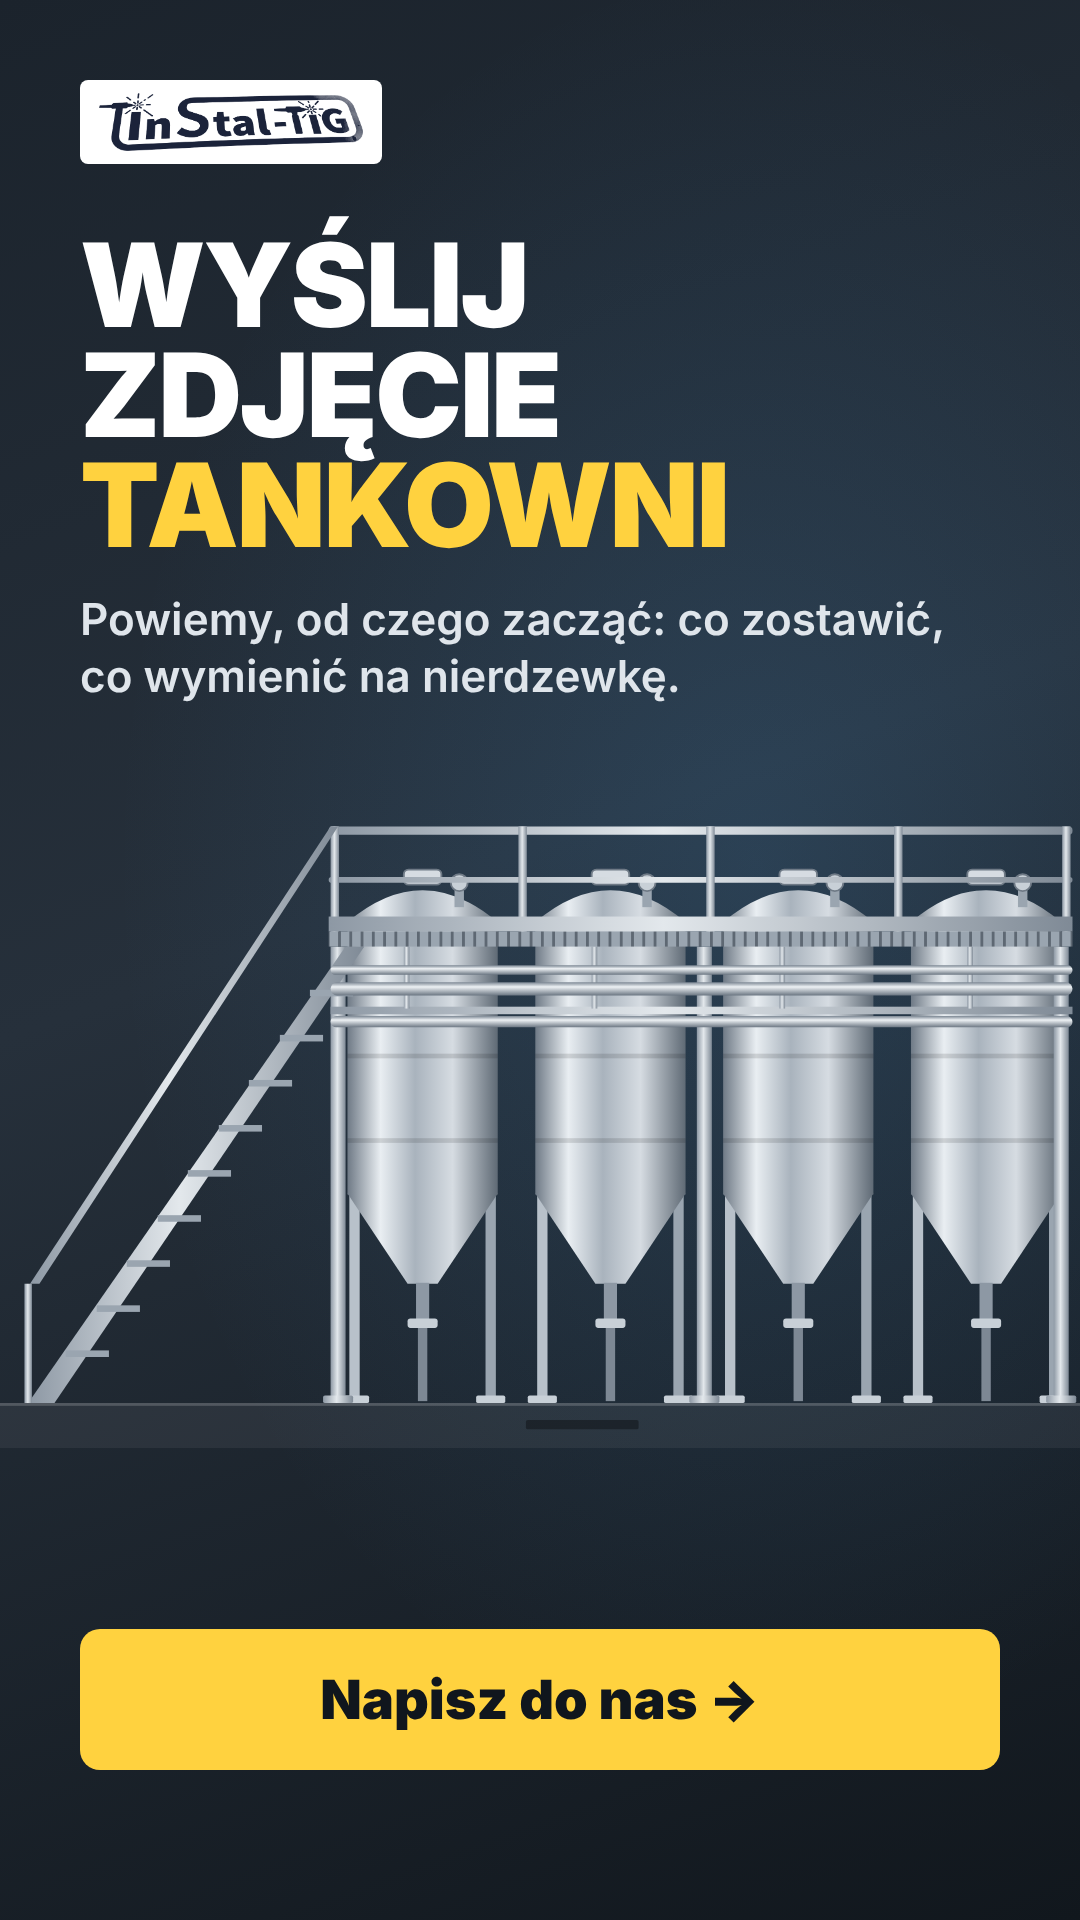 InStal-TIG
WYŚLIJ
ZDJĘCIE
TANKOWNI
Powiemy, od czego zacząć: co zostawić,
co wymienić na nierdzewkę.
Napisz do nas →